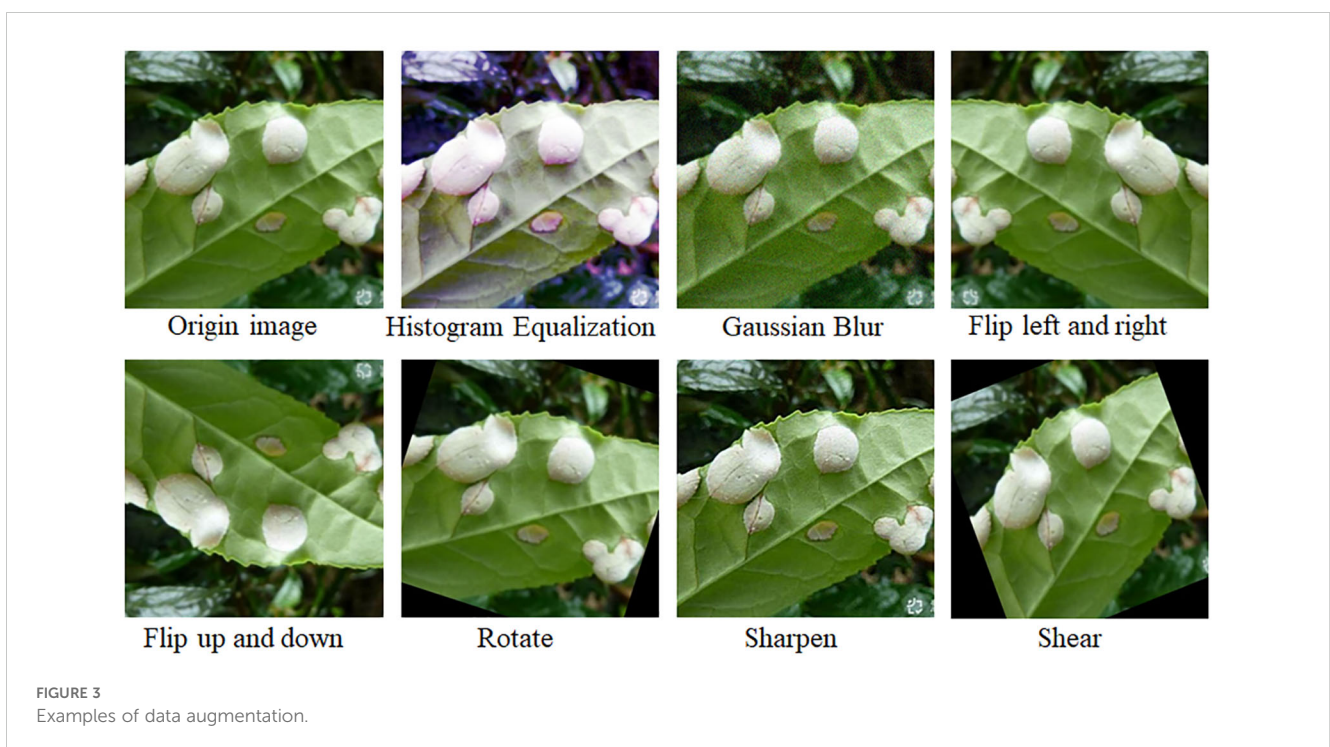 Origin image
Histogram Equalization
Gaussian Blur
Flip left and right
Flip up and down
Rotate
Sharpen
Shear
FIGURE 3
Examples of data augmentation.